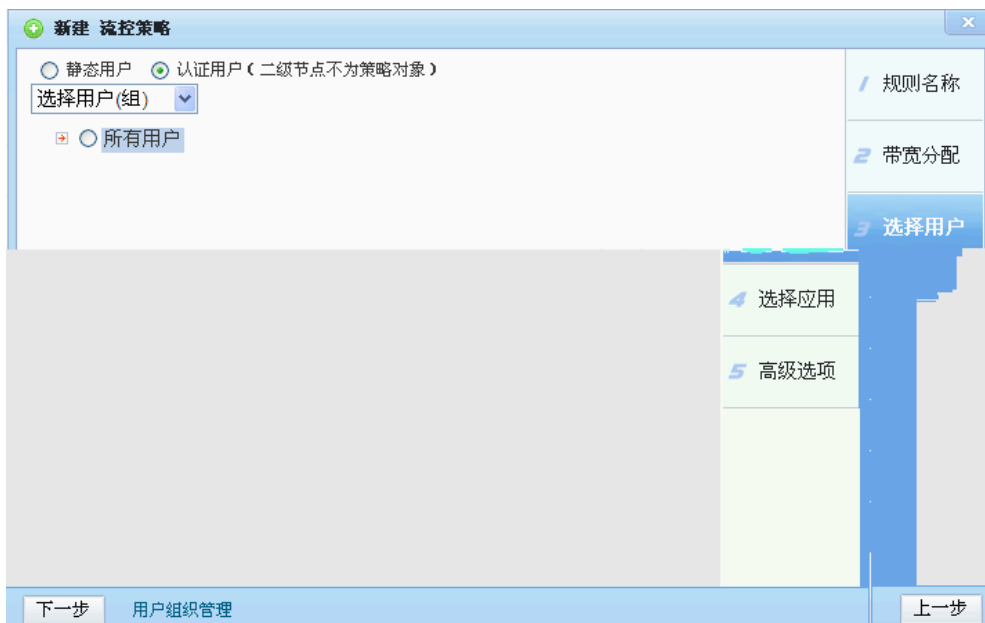 新建 流控策略
静态用户 认证用户(二级节点不为策略对象)
选择用户(组)
所有用户
1 规则名称
2 带宽分配
3 选择用户
4 选择应用
5 高级选项
下一步 用户组织管理 上一步